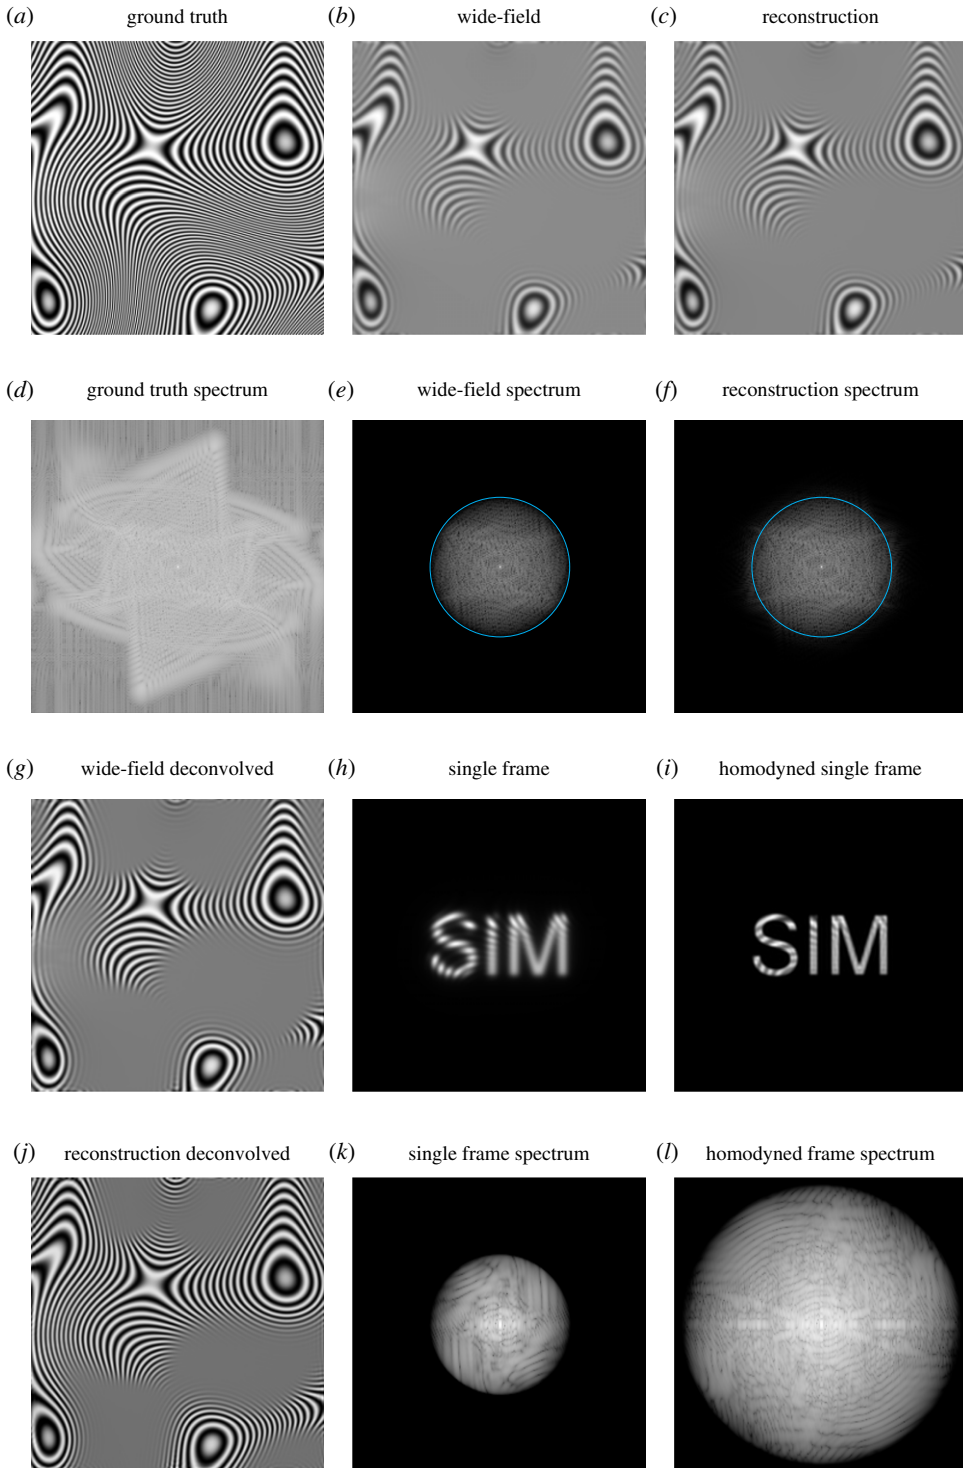 (a) ground truth
(b) wide-field
(c) reconstruction
(d) ground truth spectrum
(e) wide-field spectrum
(f) reconstruction spectrum
(g) wide-field deconvolved
(h) single frame
(i) homodyned single frame
SIM
SIM
(j) reconstruction deconvolved
(k) single frame spectrum
(l) homodyned frame spectrum